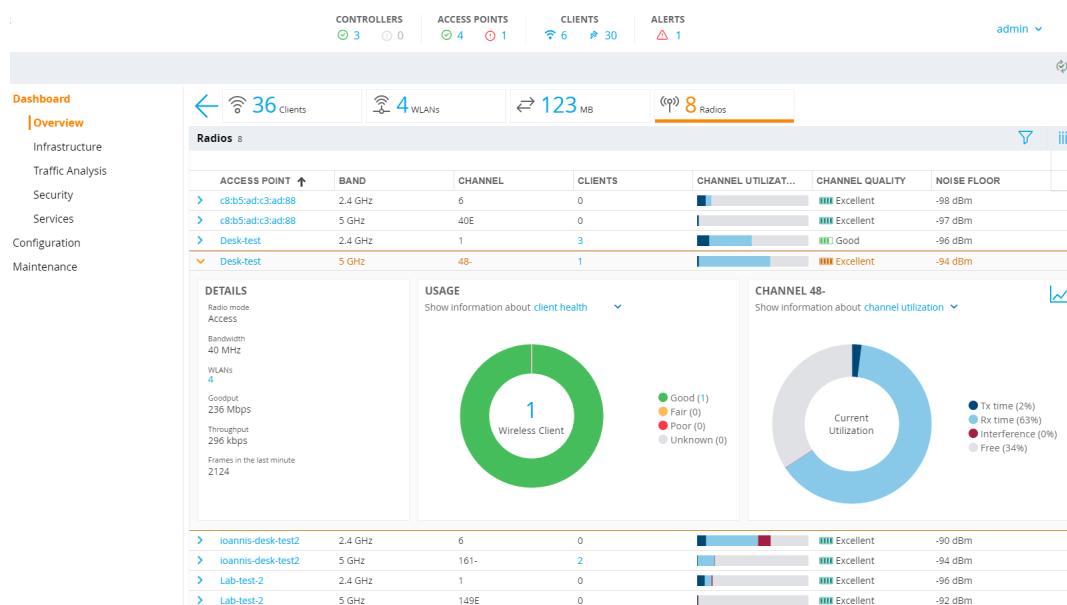 CONTROLLERS ACCESS POINTS CLIENTS ALERTS
3 0 4 1 6 30 1
admin
Dashboard
Overview
Infrastructure
Traffic Analysis
Security
Services
Configuration
Maintenance
36 Clients 4 WLANs 123 MB 8 Radios
Radios 8
ACCESS POINT BAND CHANNEL CLIENTS CHANNEL UTILIZAT... CHANNEL QUALITY NOISE FLOOR
c8:b5:ad:c3:ad:88 2.4 GHz 6 0 Excellent -98 dBm
c8:b5:ad:c3:ad:88 5 GHz 40E 0 Excellent -97 dBm
Desk-test 2.4 GHz 1 3 Good -96 dBm
Desk-test 5 GHz 48- 1 Excellent -94 dBm
DETAILS
Radio mode
Access
Bandwidth
40 MHz
WLANs
4
Goodput
236 Mbps
Throughput
296 kbps
Frames in the last minute
2124
USAGE
Show information about client health
1
Wireless Client
Good (1)
Fair (0)
Poor (0)
Unknown (0)
CHANNEL 48-
Show information about channel utilization
Current
Utilization
Tx time (2%)
Rx time (63%)
Interference (0%)
Free (34%)
ioannis-desk-test2 2.4 GHz 6 0 Excellent -90 dBm
ioannis-desk-test2 5 GHz 161- 2 Excellent -94 dBm
Lab-test-2 2.4 GHz 1 0 Excellent -96 dBm
Lab-test-2 5 GHz 149E 0 Excellent -92 dBm